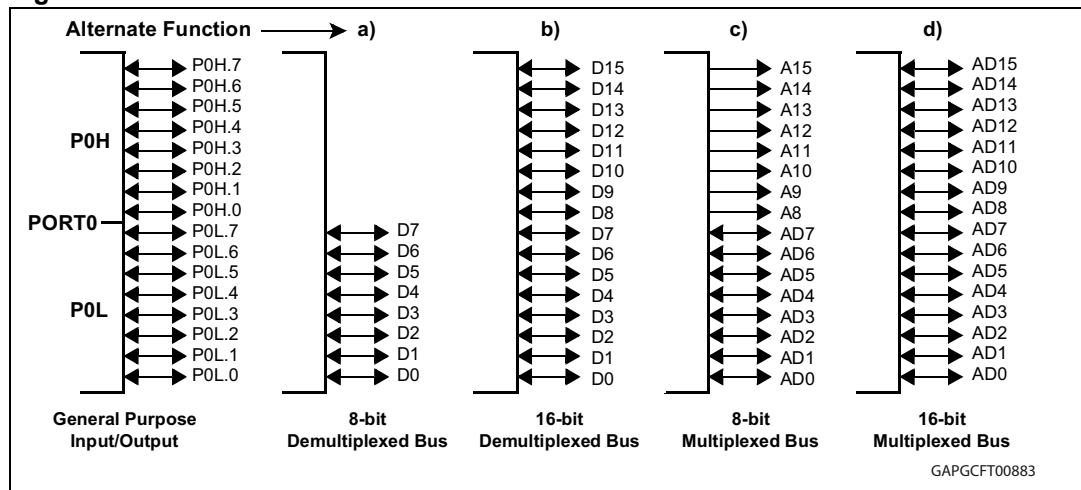 Alternate Function a) b) c) d)
P0H.7 D15 A15 AD15
P0H.6 D14 A14 AD14
P0H.5 D13 A13 AD13
P0H.4 D12 A12 AD12
P0H P0H.3 D11 A11 AD11
P0H.2 D10 A10 AD10
P0H.1 D9 A9 AD9
P0H.0 D8 A8 AD8
PORT0 P0L.7 D7 D7 AD7 AD7
P0L.6 D6 D6 AD6 AD6
P0L.5 D5 D5 AD5 AD5
P0L.4 D4 D4 AD4 AD4
P0L P0L.3 D3 D3 AD3 AD3
P0L.2 D2 D2 AD2 AD2
P0L.1 D1 D1 AD1 AD1
P0L.0 D0 D0 AD0 AD0
General Purpose 8-bit 16-bit 8-bit 16-bit
Input/Output Demultiplexed Bus Demultiplexed Bus Multiplexed Bus Multiplexed Bus
GAPGCFT00883